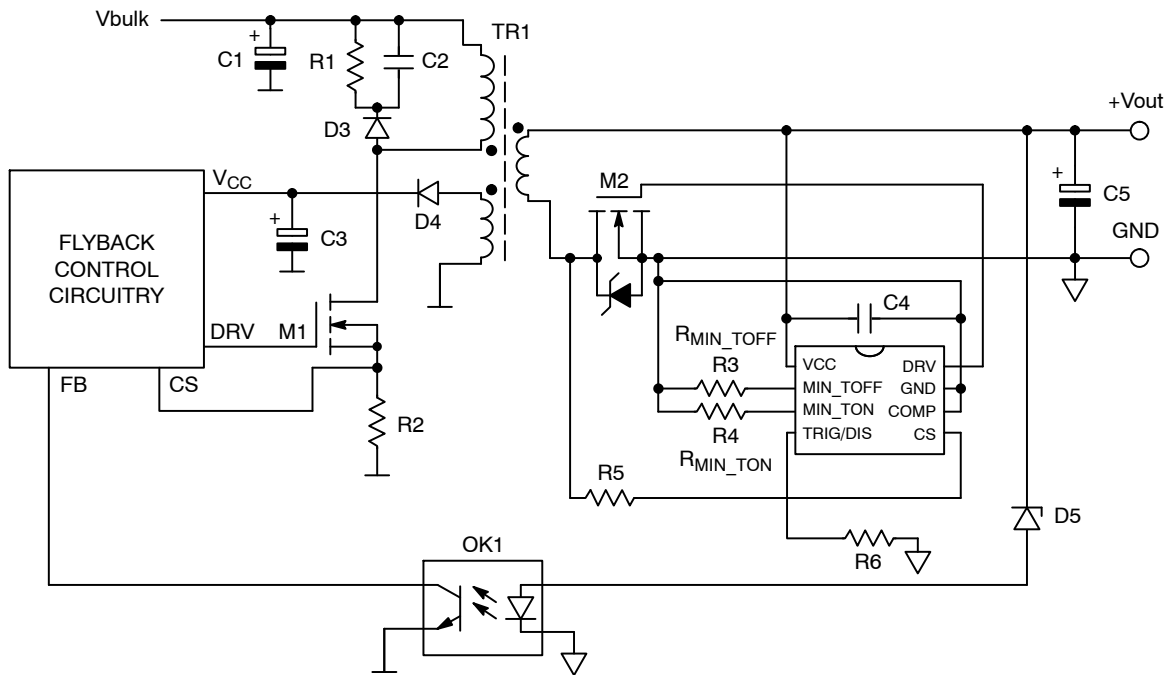 Vbulk
TR1
+
C1
R1
C2
+Vout
D3
M2
+
C5
VCC
D4
GND
+
C3
FLYBACK
CONTROL
CIRCUITRY
C4
DRV
M1
RMIN_TOFF
R3
VCC
DRV
MIN_TOFF
GND
MIN_TON
COMP
TRIG/DIS
CS
FB
CS
R2
R4
RMIN_TON
R5
D5
OK1
R6